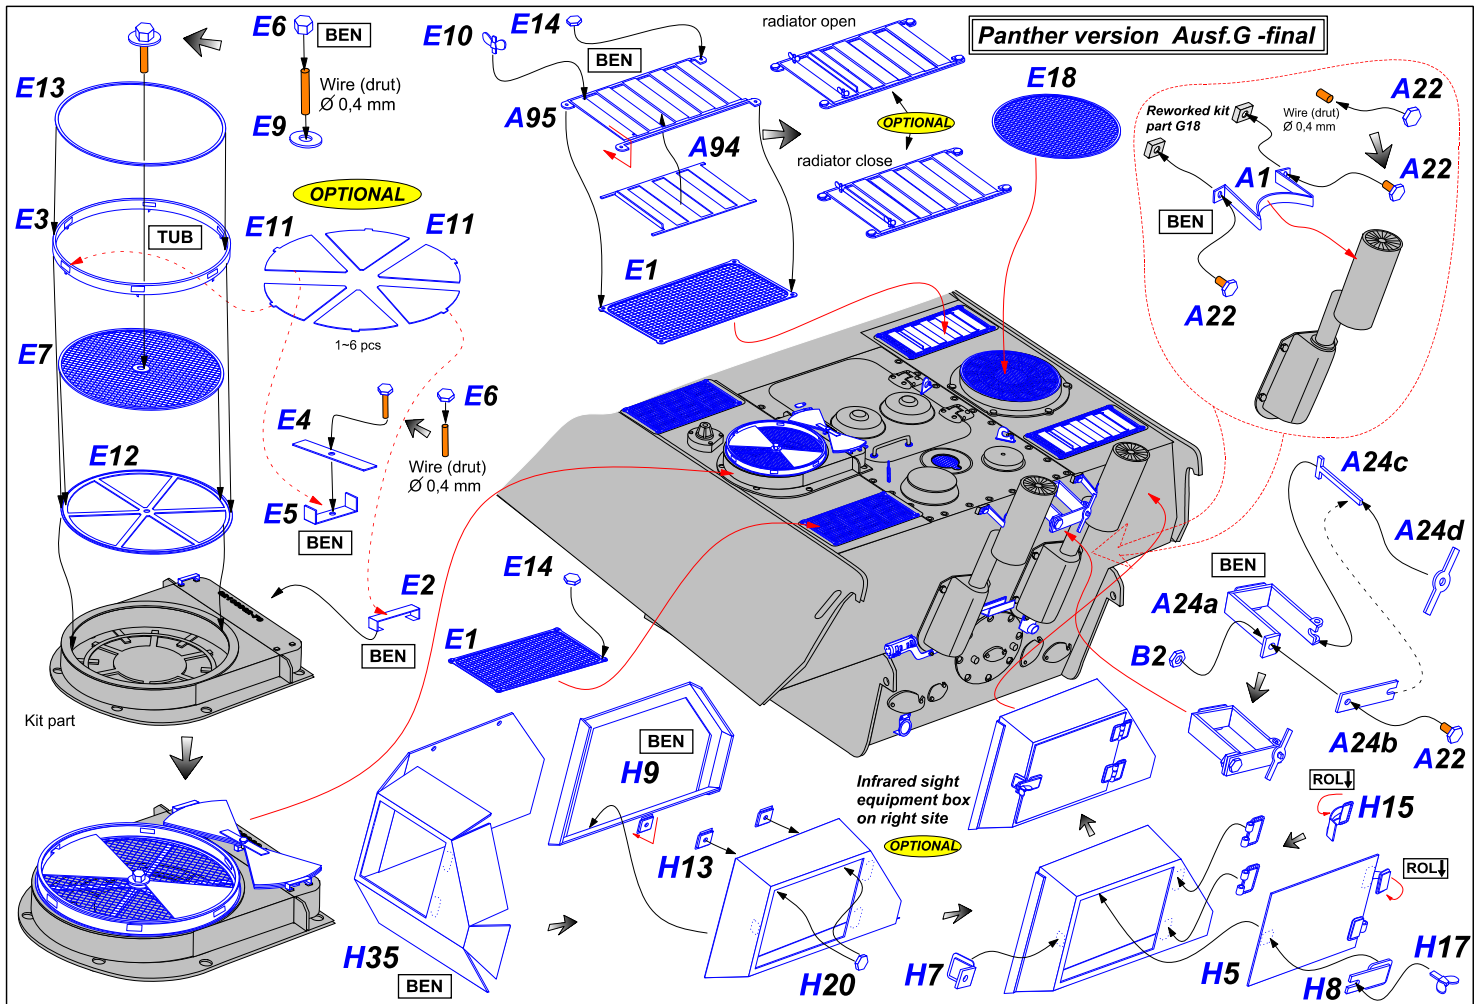 Panther version Ausf.G -final
E6
BEN
Wire (drut)
Ø 0,4 mm
E9
E13
E3
TUB
OPTIONAL
E11
E11
1~6 pcs
E7
E4
E6
Wire (drut)
Ø 0,4 mm
E12
E5
BEN
E2
BEN
Kit part
E10
E14
BEN
A95
A94
E1
radiator open
OPTIONAL
radiator close
E18
Reworked kit
part G18
Wire (drut)
Ø 0,4 mm
A22
A22
A1
BEN
A22
A24c
A24d
BEN
A24a
B2
A24b
A22
E14
E1
BEN
H9
H13
H35
BEN
H20
Infrared sight
equipment box
on right site
OPTIONAL
ROL
H15
ROL
H7
H5
H8
H17